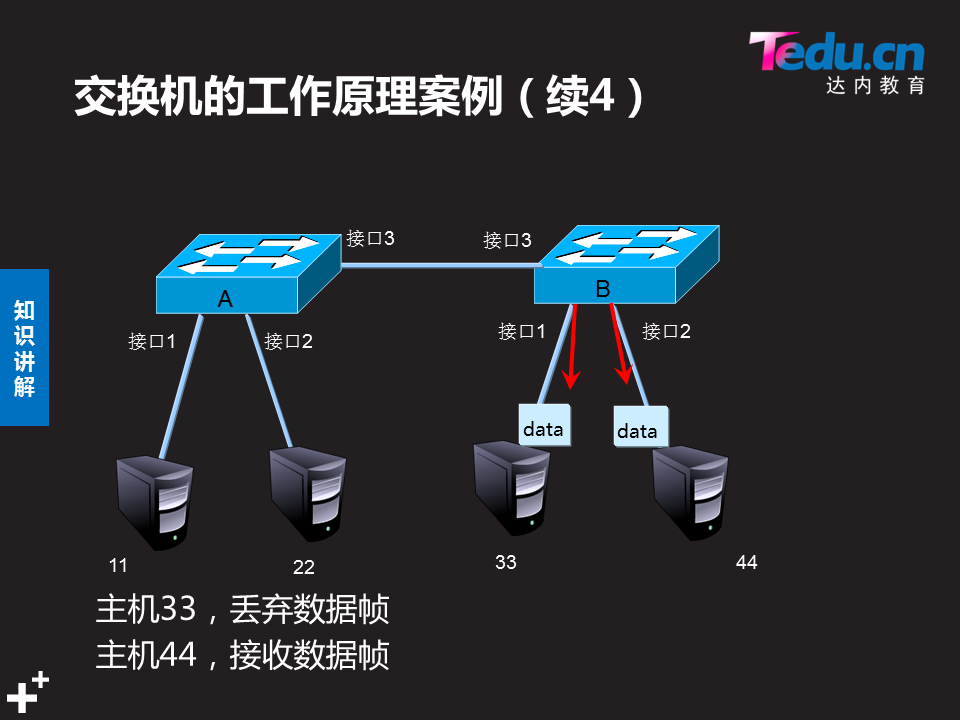 Tedu.cn
达内教育
交换机的工作原理案例（续4）
知识讲解
接口3
接口3
A
B
接口1
接口2
接口1
接口2
data
data
11
22
33
44
主机33，丢弃数据帧
主机44，接收数据帧